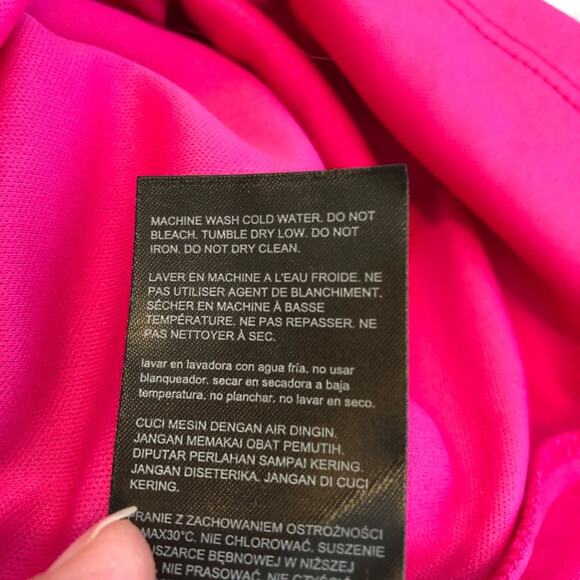 MACHINE WASH COLD WATER. DO NOT
BLEACH. TUMBLE DRY LOW. DO NOT
IRON. DO NOT DRY CLEAN.
LAVER EN MACHINE A L'EAU FROIDE. NE
PAS UTILISER AGENT DE BLANCHIMENT.
SÉCHER EN MACHINE À BASSE
TEMPÉRATURE. NE PAS REPASSER. NE
PAS NETTOYER À SEC.
lavar en lavadora con agua fría. no usar
blanqueador. secar en secadora a baja
temperatura, no planchar. no lavar en seco.
CUCI MESIN DENGAN AIR DINGIN.
JANGAN MEMAKAI OBAT PEMUTIH.
DIPUTAR PERLAHAN SAMPAI KERING.
JANGAN DISETERIKA. JANGAN DI CUCI
KERING.
PRANIE Z ZACHOWANIEM OSTROŻNOŚCI
MAX30°C. NIE CHLOROWAĆ. SUSZENIE
SUSZARCE BĘBNOWEJ W NIŻSZEJ
NIE PRASOWAĆ. NIE CZYŚCIĆ